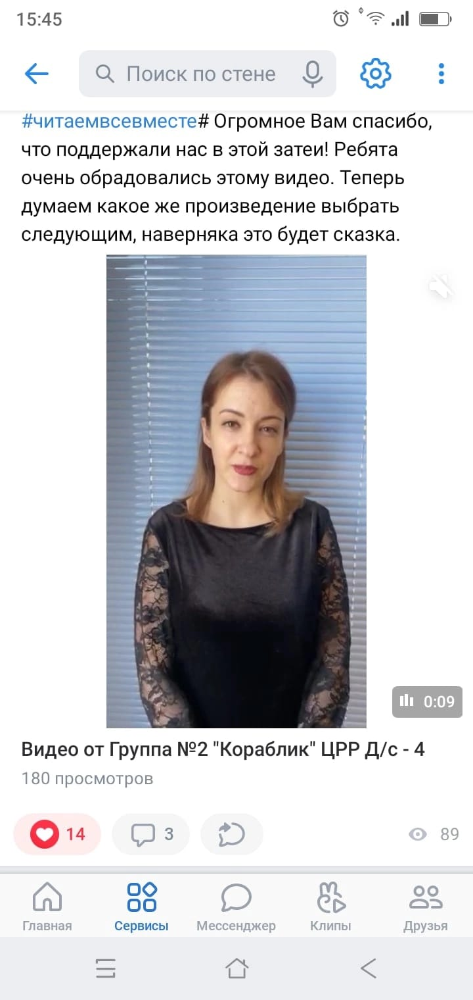 15:45
Поиск по стене
#читаемвсевместе# Огромное Вам спасибо,
что поддержали нас в этой затеи! Ребята
очень обрадовались этому видео. Теперь
думаем какое же произведение выбрать
следующим, наверняка это будет сказка.
0:09
Видео от Группа №2 "Кораблик" ЦРР Д/с - 4
180 просмотров
14 3 89
Главная Сервисы Мессенджер Клипы Друзья